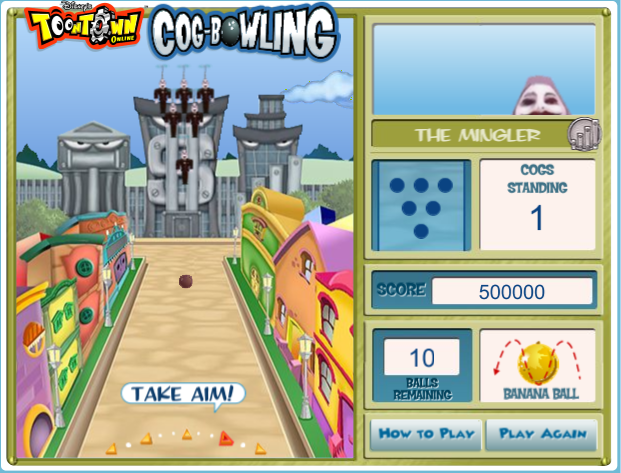 Disney's
TOONTOWN
ONLINE
COG-BOWLING
THE MINGLER
COGS
STANDING
1
SCORE 500000
10
BALLS
REMAINING
BANANA BALL
TAKE AIM!
HOW TO PLAY PLAY AGAIN